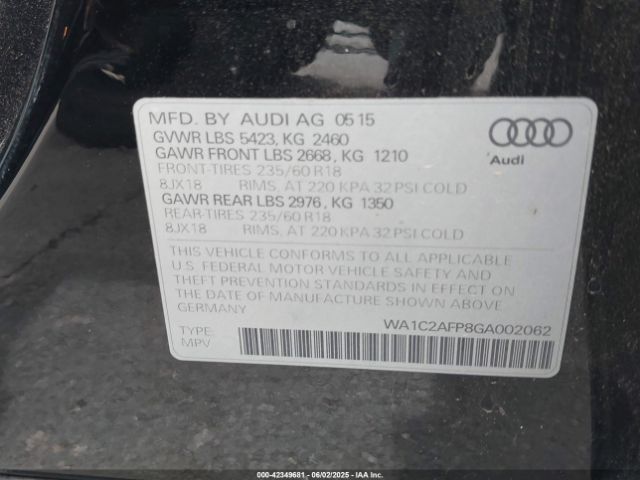 MFD. BY AUDI AG 05 15
GVWR LBS 5423, KG 2460
GAWR FRONT LBS 2668, KG 1210
FRONT-TIRES 235/60 R18
8JX18 RIMS, AT 220 KPA 32 PSI COLD
GAWR REAR LBS 2976, KG 1350
REAR-TIRES 235/60 R18
8JX18 RIMS, AT 220 KPA 32 PSI COLD
Audi
THIS VEHICLE CONFORMS TO ALL APPLICABLE
U.S. FEDERAL MOTOR VEHICLE SAFETY AND
THEFT PREVENTION STANDARDS IN EFFECT ON
THE DATE OF MANUFACTURE SHOWN ABOVE.
GERMANY
WA1C2AFP8GA002062
TYPE:
MPV
000-42349681 - 06/02/2025 - IAAI.com